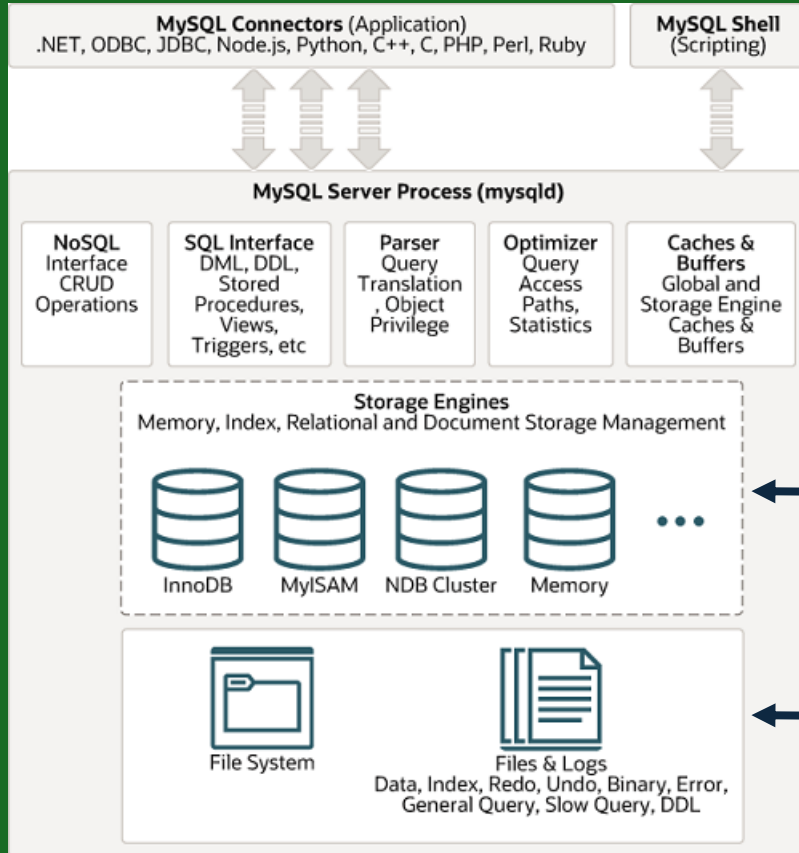 MySQL Connectors (Application)
.NET, ODBC, JDBC, Node.js, Python, C++, C, PHP, Perl, Ruby
MySQL Shell
(Scripting)
MySQL Server Process (mysqld)
NoSQL
Interface
CRUD
Operations
SQL Interface
DML, DDL,
Stored
Procedures,
Views,
Triggers, etc
Parser
Query
Translation
, Object
Privilege
Optimizer
Query
Access
Paths,
Statistics
Caches &
Buffers
Global and
Storage Engine
Caches &
Buffers
Storage Engines
Memory, Index, Relational and Document Storage Management
InnoDB
MyISAM
NDB Cluster
Memory
File System
Files & Logs
Data, Index, Redo, Undo, Binary, Error,
General Query, Slow Query, DDL